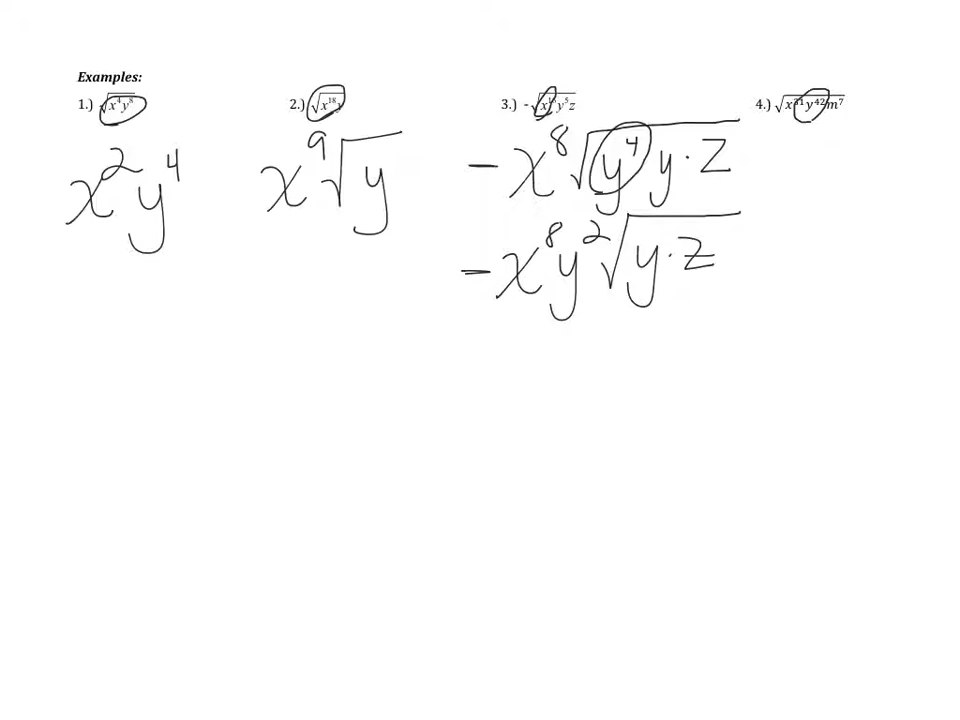 Examples:
1.) √x⁴y⁸ 2.) √x¹⁸y 3.) -√x¹⁶y⁵z 4.) √x³¹y⁴²m⁷
x²y⁴ x⁹√y -x⁸√y⁴y·z
-x⁸y²√y·z